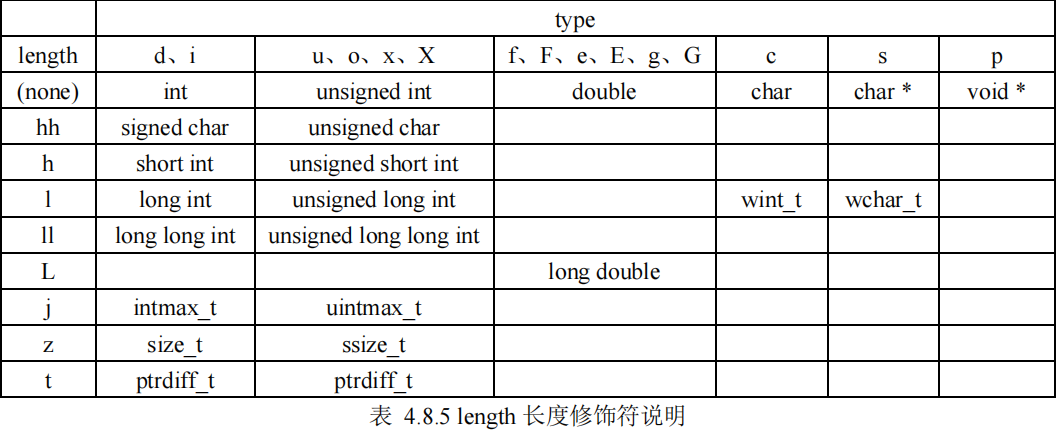 type
length d、i u、o、x、X f、F、e、E、g、G c s p
(none) int unsigned int double char char * void *
hh signed char unsigned char
h short int unsigned short int
l long int unsigned long int wint_t wchar_t
ll long long int unsigned long long int
L long double
j intmax_t uintmax_t
z size_t ssize_t
t ptrdiff_t ptrdiff_t
表 4.8.5 length 长度修饰符说明